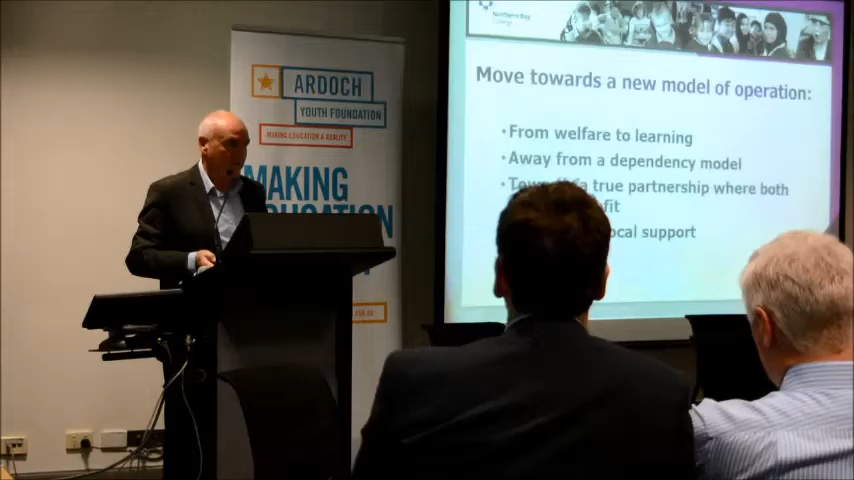 ARDOCH
YOUTH FOUNDATION
MAKING EDUCATION A REALITY
MAKING
EDUCATION
Northern Bay
College
Move towards a new model of operation:
• From welfare to learning
• Away from a dependency model
a true partnership where both
support